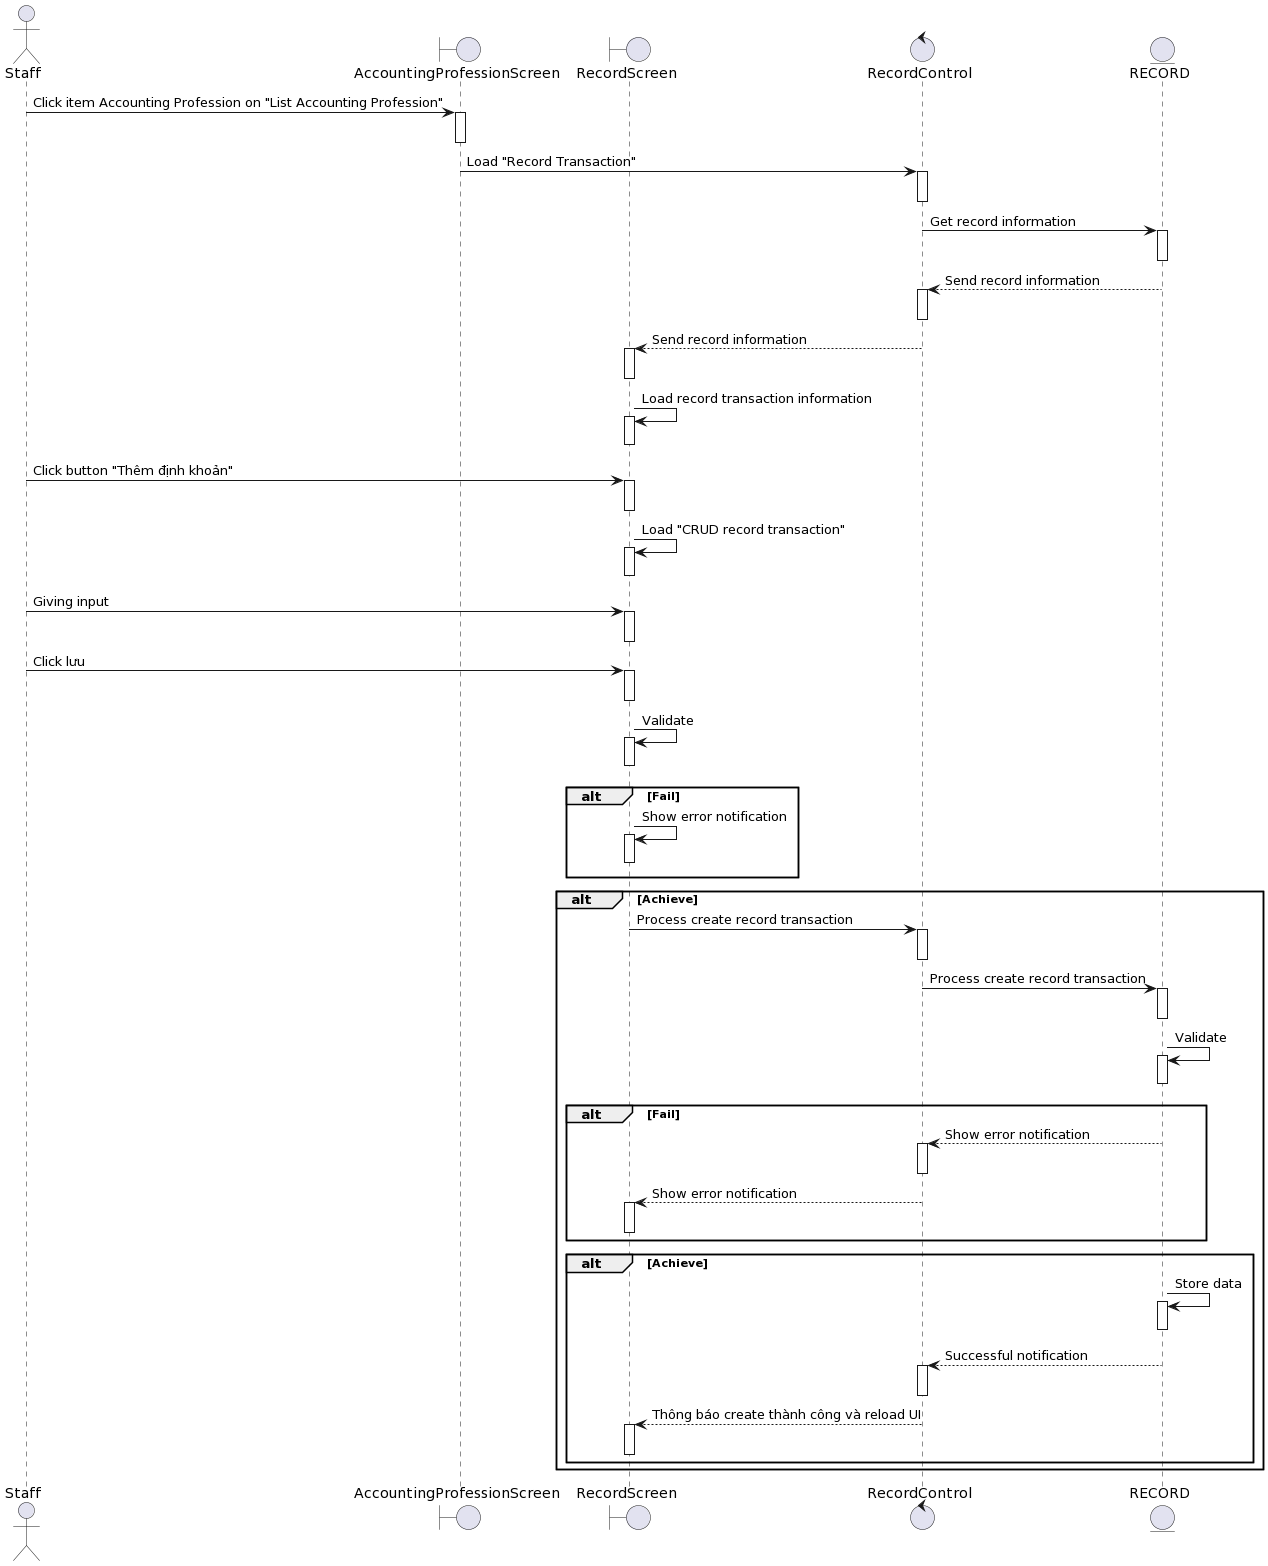 Staff
AccountingProfessionScreen
RecordScreen
RecordControl
RECORD
Click item Accounting Profession on "List Accounting Profession"
Load "Record Transaction"
Get record information
Send record information
Send record information
Load record transaction information
Click button "Thêm định khoản"
Load "CRUD record transaction"
Giving input
Click lưu
Validate
alt [Fail]
Show error notification
alt [Achieve]
Process create record transaction
Process create record transaction
Validate
alt [Fail]
Show error notification
Show error notification
alt [Achieve]
Store data
Successful notification
Thông báo create thành công và reload UI
Staff
AccountingProfessionScreen
RecordScreen
RecordControl
RECORD